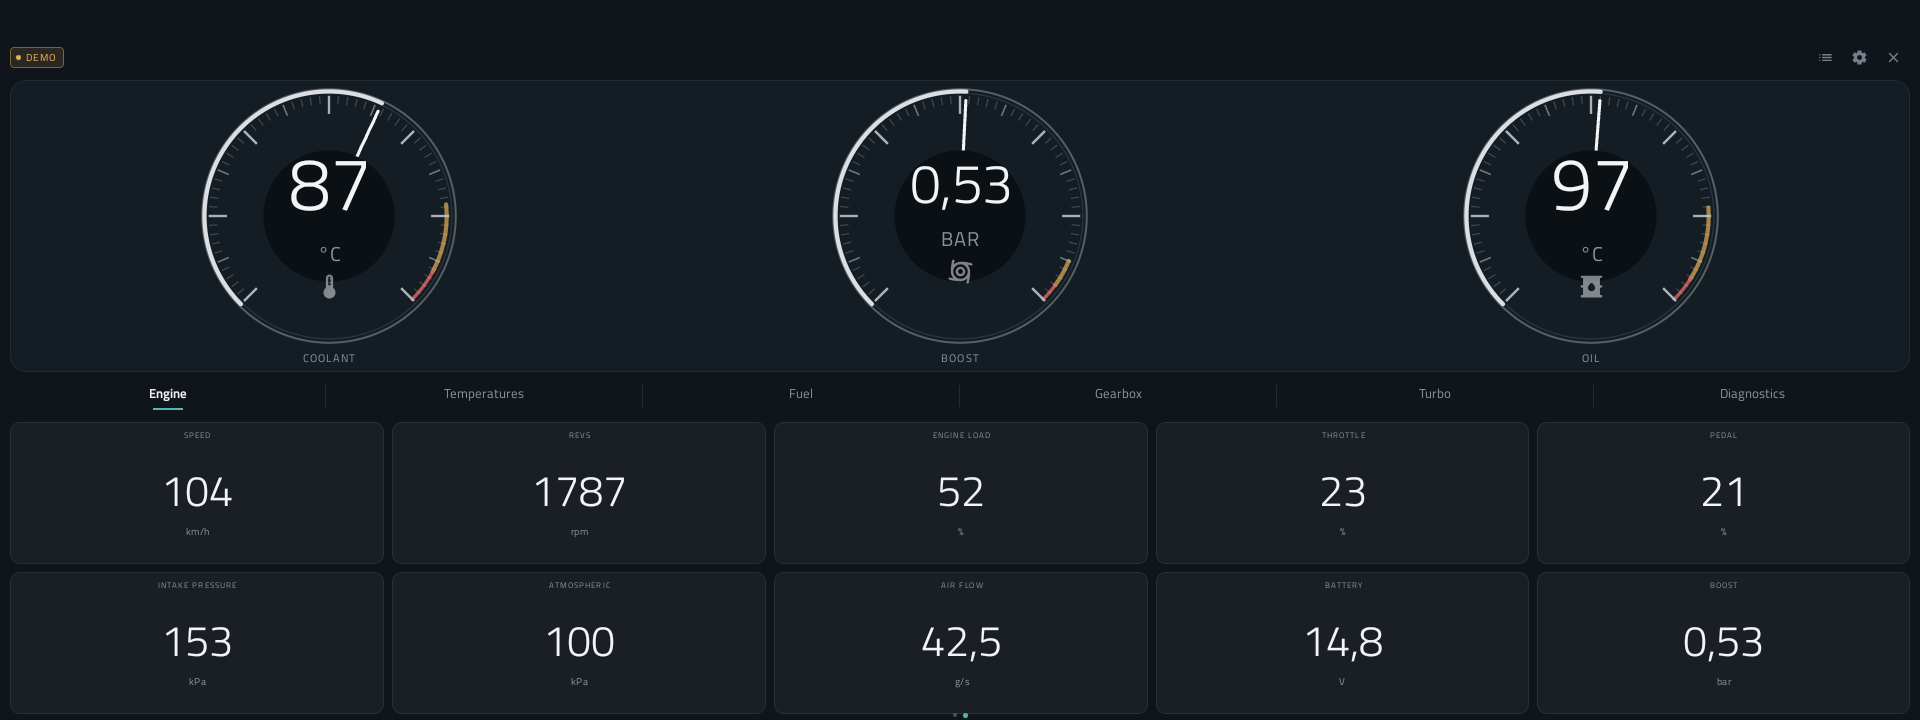 DEMO
87
°C
COOLANT
0,53
BAR
BOOST
97
°C
OIL
Engine
Temperatures
Fuel
Gearbox
Turbo
Diagnostics
SPEED
104
km/h
REVS
1787
rpm
ENGINE LOAD
52
%
THROTTLE
23
%
PEDAL
21
%
INTAKE PRESSURE
153
kPa
ATMOSPHERIC
100
kPa
AIR FLOW
42,5
g/s
BATTERY
14,8
V
BOOST
0,53
bar